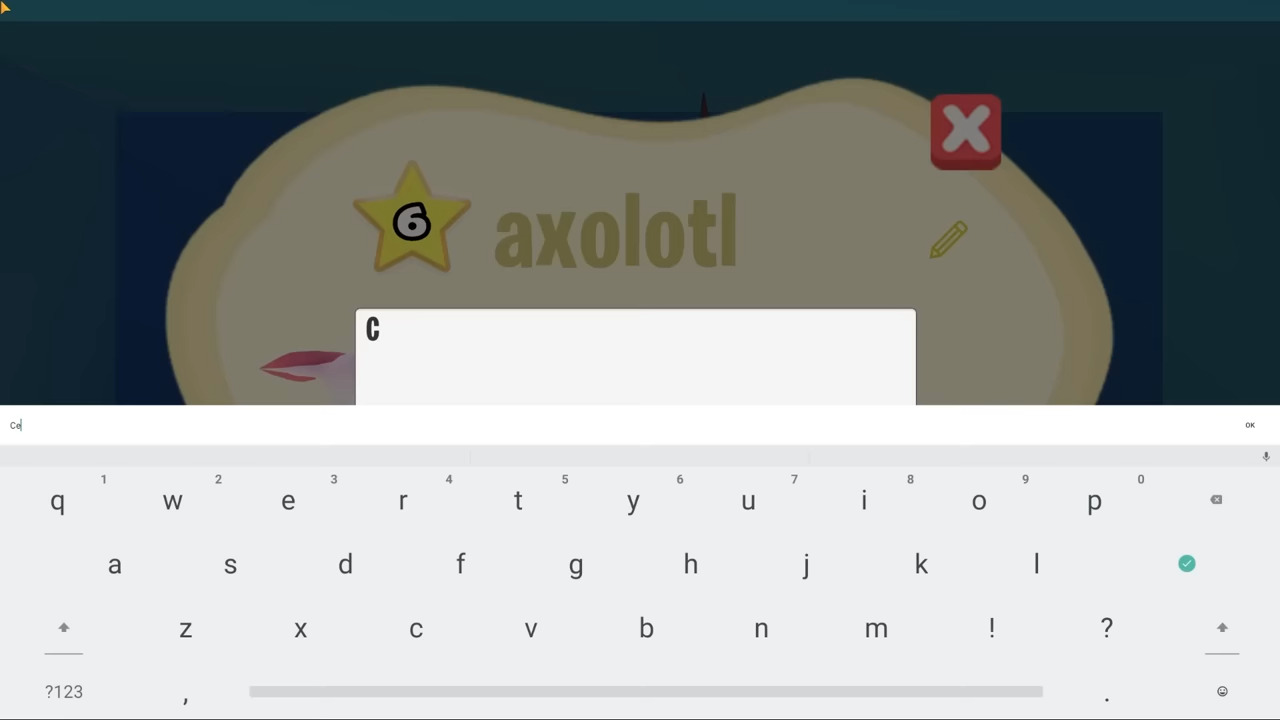 6 axolotl
C
Ce OK
1 2 3 4 5 6 7 8 9 0
q w e r t y u i o p
a s d f g h j k l
z x c v b n m ! ?
?123 , .